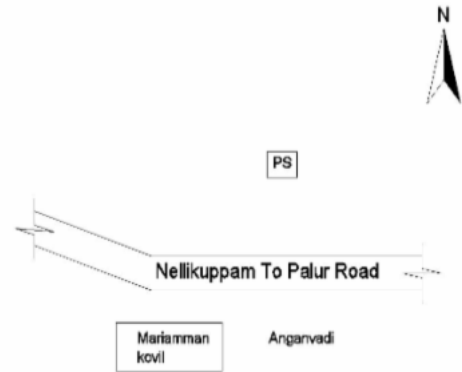 N
PS
Nellikuppam To Palur Road
Mariamman Anganvadi
kovil